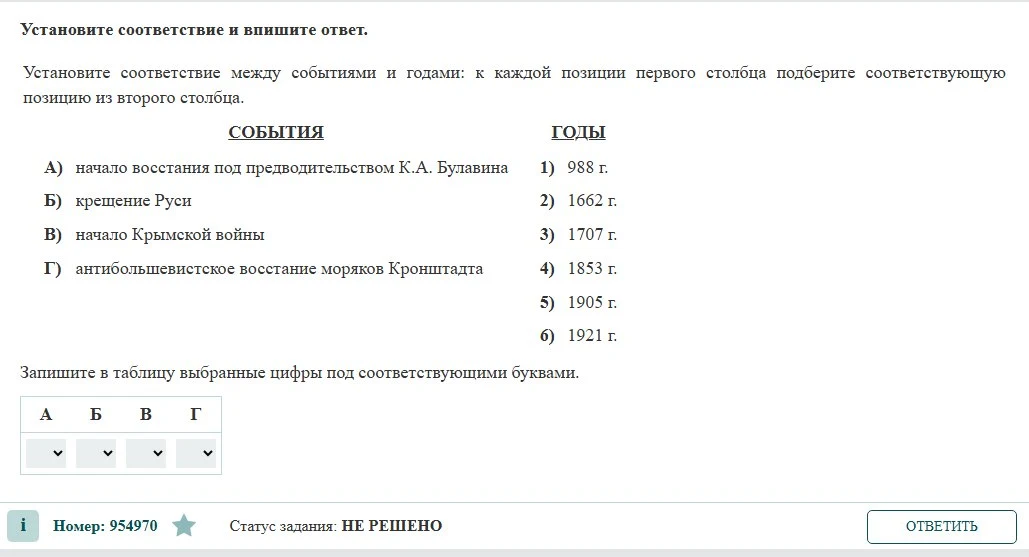 Установите соответствие и впишите ответ.
Установите соответствие между событиями и годами: к каждой позиции первого столбца подберите соответствующую
позицию из второго столбца.
СОБЫТИЯ ГОДЫ
А) начало восстания под предводительством К.А. Булавина 1) 988 г.
Б) крещение Руси 2) 1662 г.
В) начало Крымской войны 3) 1707 г.
Г) антибольшевистское восстание моряков Кронштадта 4) 1853 г.
5) 1905 г.
6) 1921 г.
Запишите в таблицу выбранные цифры под соответствующими буквами.
А Б В Г
i Номер: 954970 Статус задания: НЕ РЕШЕНО ОТВЕТИТЬ